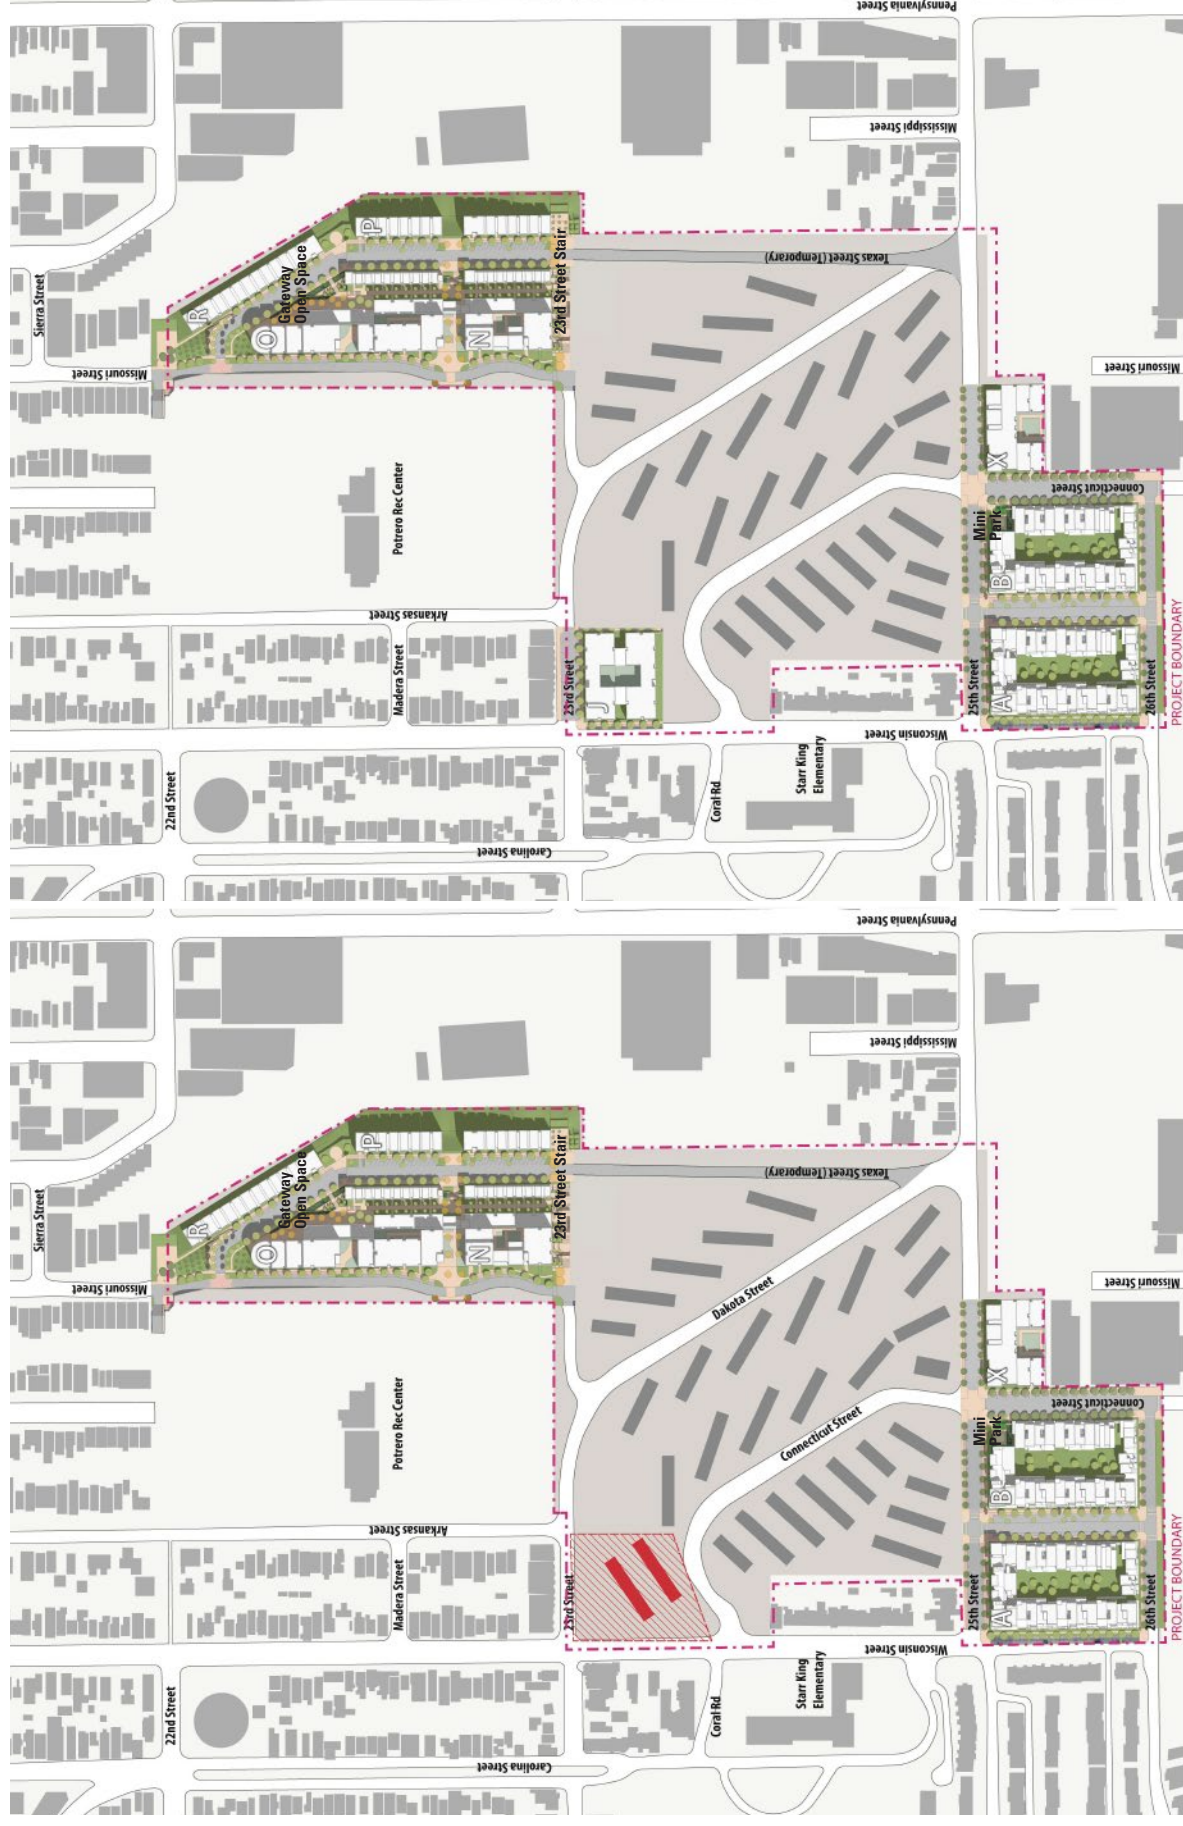 Pennsylvania Street
Mississippi Street
Sierra Street
Gateway
Open Space
P
R
O
N
23rd Street Stair
Texas Street (Temporary)
Missouri Street
Missouri Street
X
Potrero Rec Center
Connecticut Street
Mini
Park
B
Arkansas Street
Madera Street
23rd Street
J
25th Street
A
26th Street
PROJECT BOUNDARY
Wisconsin Street
22nd Street
Coral Rd
Starr King
Elementary
Carolina Street
Pennsylvania Street
Mississippi Street
Sierra Street
Gateway
Open Space
P
R
O
N
23rd Street Stair
Texas Street (Temporary)
Missouri Street
Missouri Street
Dakota Street
X
Potrero Rec Center
Connecticut Street
Connecticut Street
Mini
Park
B
Arkansas Street
Madera Street
23rd Street
25th Street
A
26th Street
PROJECT BOUNDARY
Wisconsin Street
22nd Street
Coral Rd
Starr King
Elementary
Carolina Street